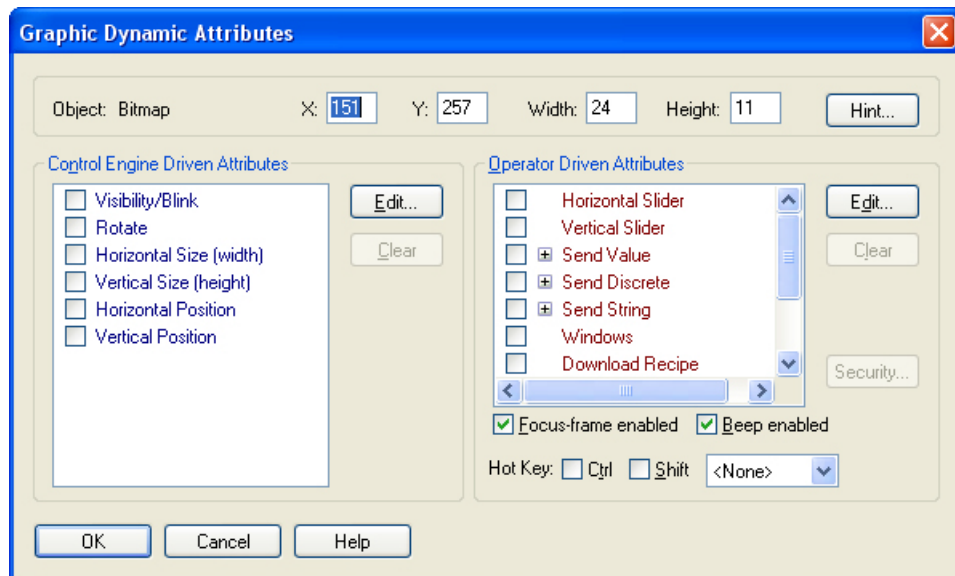 Graphic Dynamic Attributes
Object: Bitmap X: 151 Y: 257 Width: 24 Height: 11 Hint...
Control Engine Driven Attributes
Visibility/Blink
Rotate
Horizontal Size (width)
Vertical Size (height)
Horizontal Position
Vertical Position
Edit...
Clear
Operator Driven Attributes
Horizontal Slider
Vertical Slider
Send Value
Send Discrete
Send String
Windows
Download Recipe
Edit...
Clear
Security...
Focus-frame enabled Beep enabled
Hot Key: Ctrl Shift <None>
OK Cancel Help